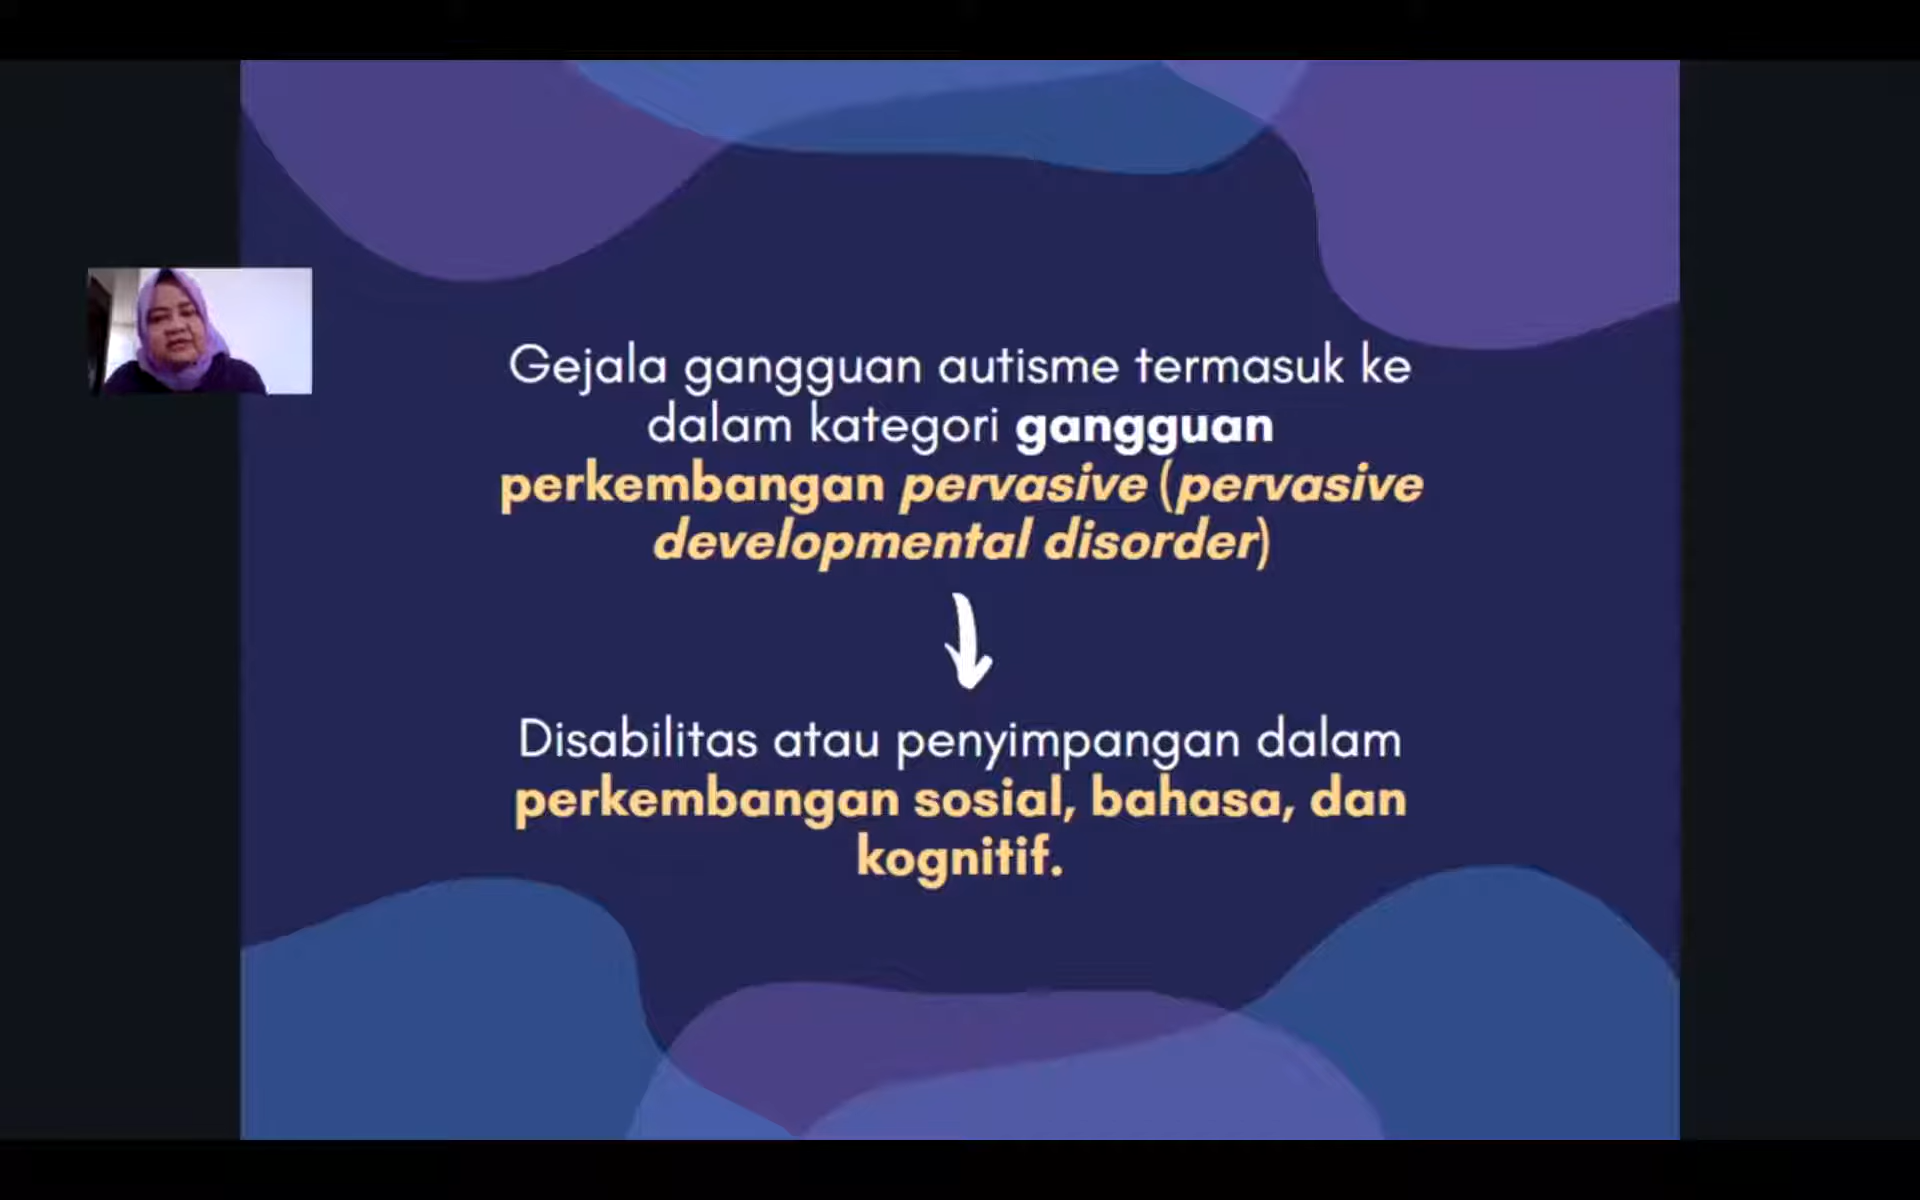 Gejala gangguan autisme termasuk ke
dalam kategori gangguan
perkembangan pervasive (pervasive
developmental disorder)
Disabilitas atau penyimpangan dalam
perkembangan sosial, bahasa, dan
kognitif.